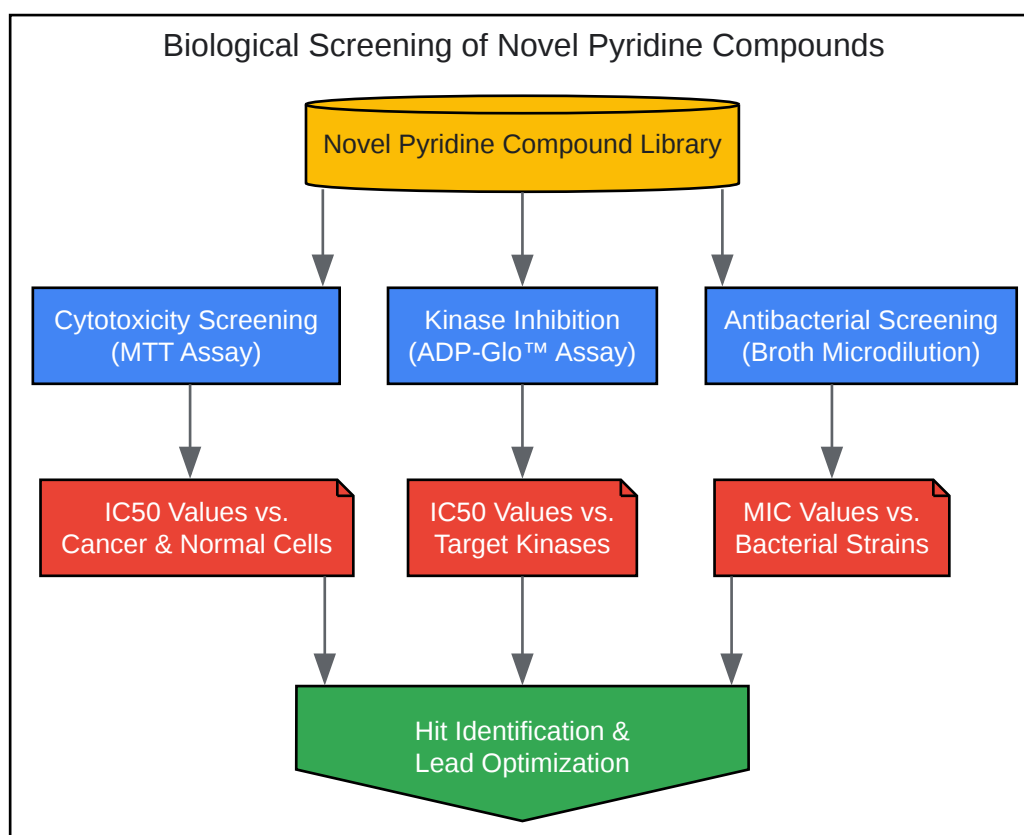 Biological Screening of Novel Pyridine Compounds
Novel Pyridine Compound Library
Cytotoxicity Screening
(MTT Assay)
Kinase Inhibition
(ADP-Glo™ Assay)
Antibacterial Screening
(Broth Microdilution)
IC50 Values vs.
Cancer & Normal Cells
IC50 Values vs.
Target Kinases
MIC Values vs.
Bacterial Strains
Hit Identification &
Lead Optimization